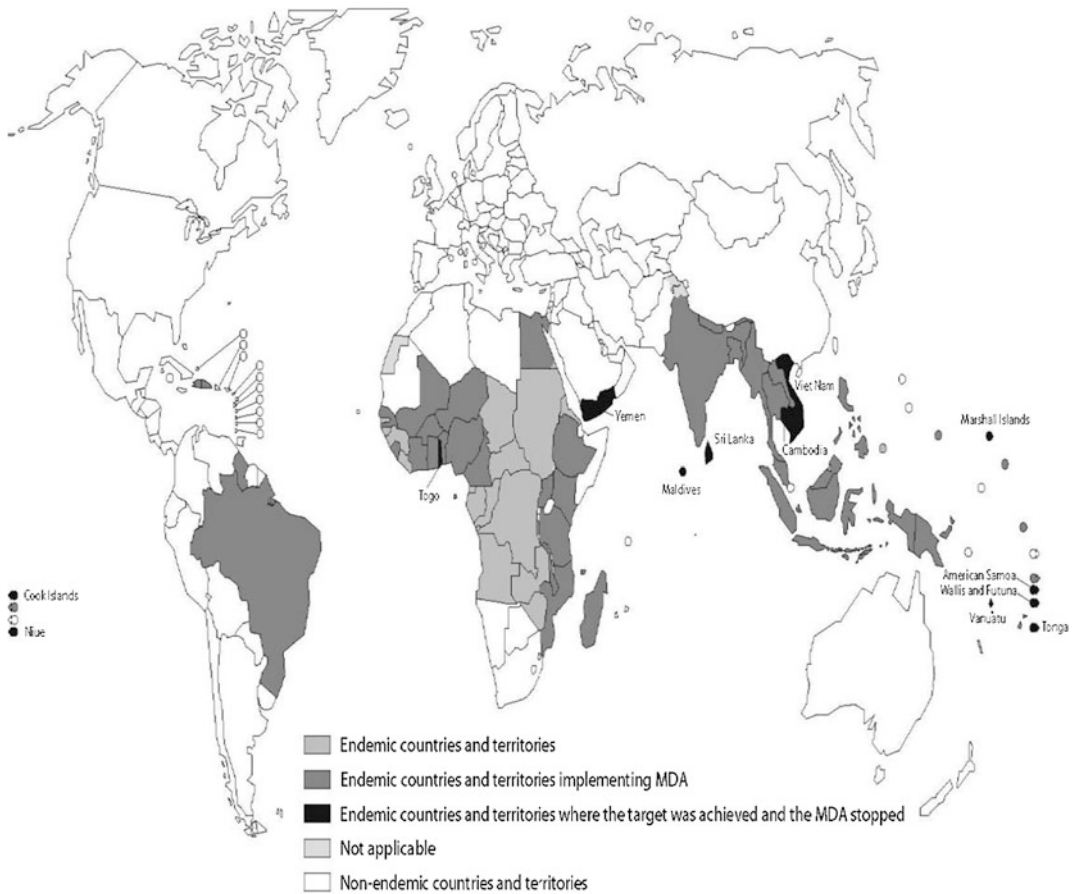 Viet Nam
Yemen
Marshall Islands
Sri Lanka
Cambodia
Togo
Maldives
American Samoa
Wallis and Futuna
Cook Islands
Vanuatu
Tonga
Niue
Endemic countries and territories
Endemic countries and territories implementing MDA
Endemic countries and territories where the target was achieved and the MDA stopped
Not applicable
Non-endemic countries and territories